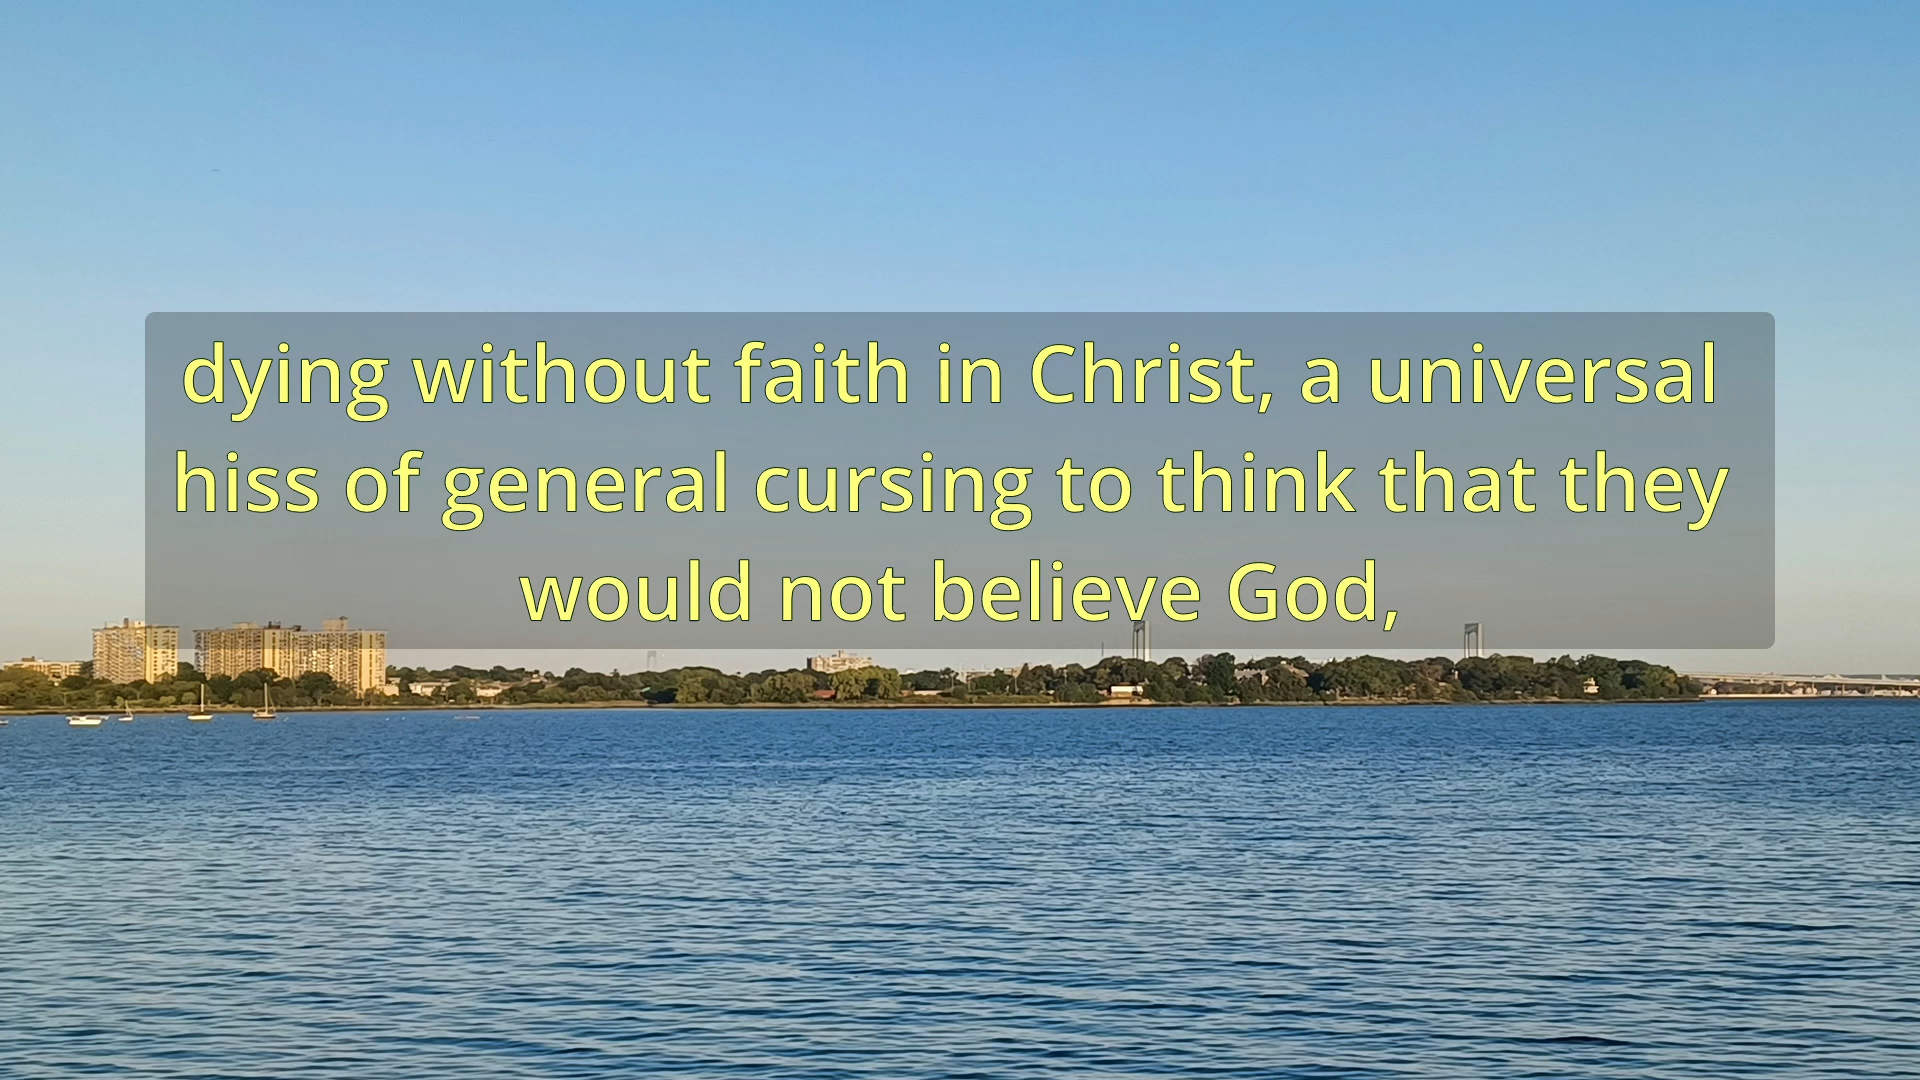 dying without faith in Christ, a universal
hiss of general cursing to think that they
would not believe God,